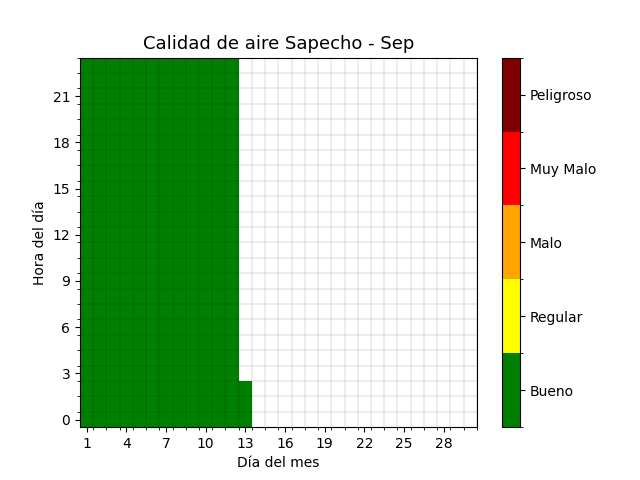 Calidad de aire Sapecho - Sep
Hora del día
21
18
15
12
9
6
3
0
1 4 7 10 13 16 19 22 25 28
Día del mes
Peligroso
Muy Malo
Malo
Regular
Bueno